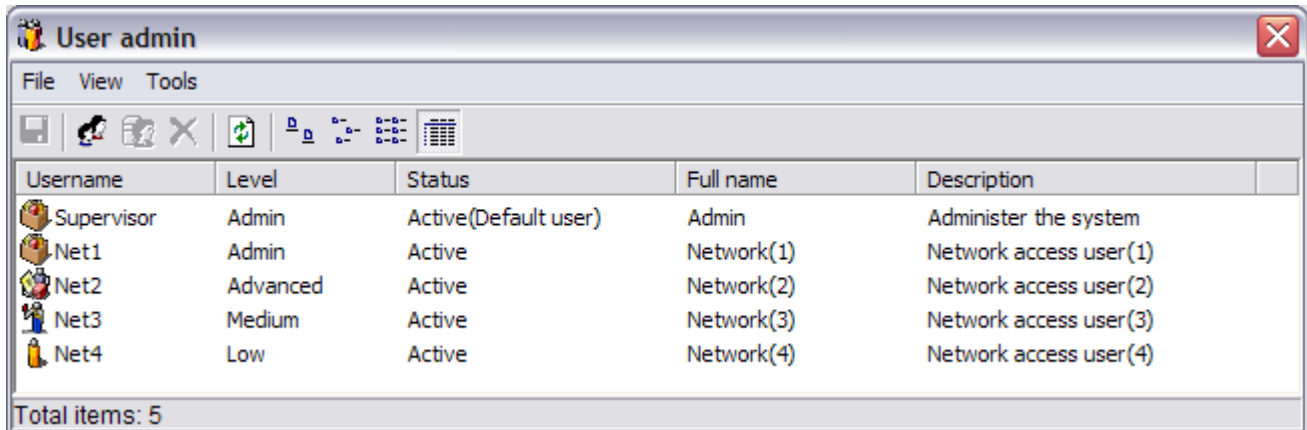 User admin
File View Tools
Username Level Status Full name Description
Supervisor Admin Active(Default user) Admin Administer the system
Net1 Admin Active Network(1) Network access user(1)
Net2 Advanced Active Network(2) Network access user(2)
Net3 Medium Active Network(3) Network access user(3)
Net4 Low Active Network(4) Network access user(4)
Total items: 5